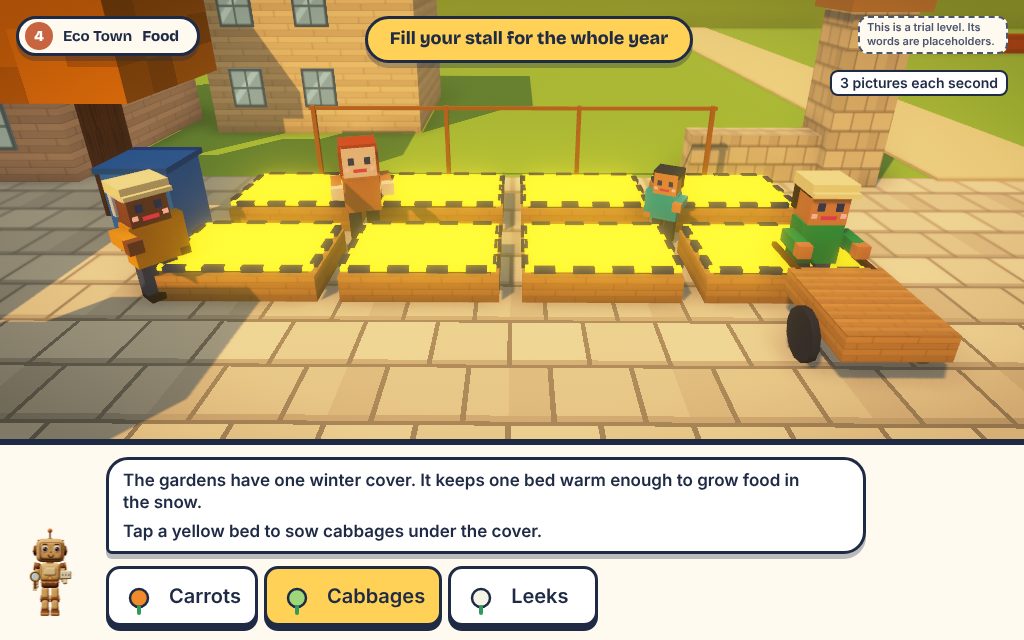 4 Eco Town Food
Fill your stall for the whole year
This is a trial level. Its
words are placeholders.
3 pictures each second
The gardens have one winter cover. It keeps one bed warm enough to grow food in
the snow.
Tap a yellow bed to sow cabbages under the cover.
Carrots
Cabbages
Leeks